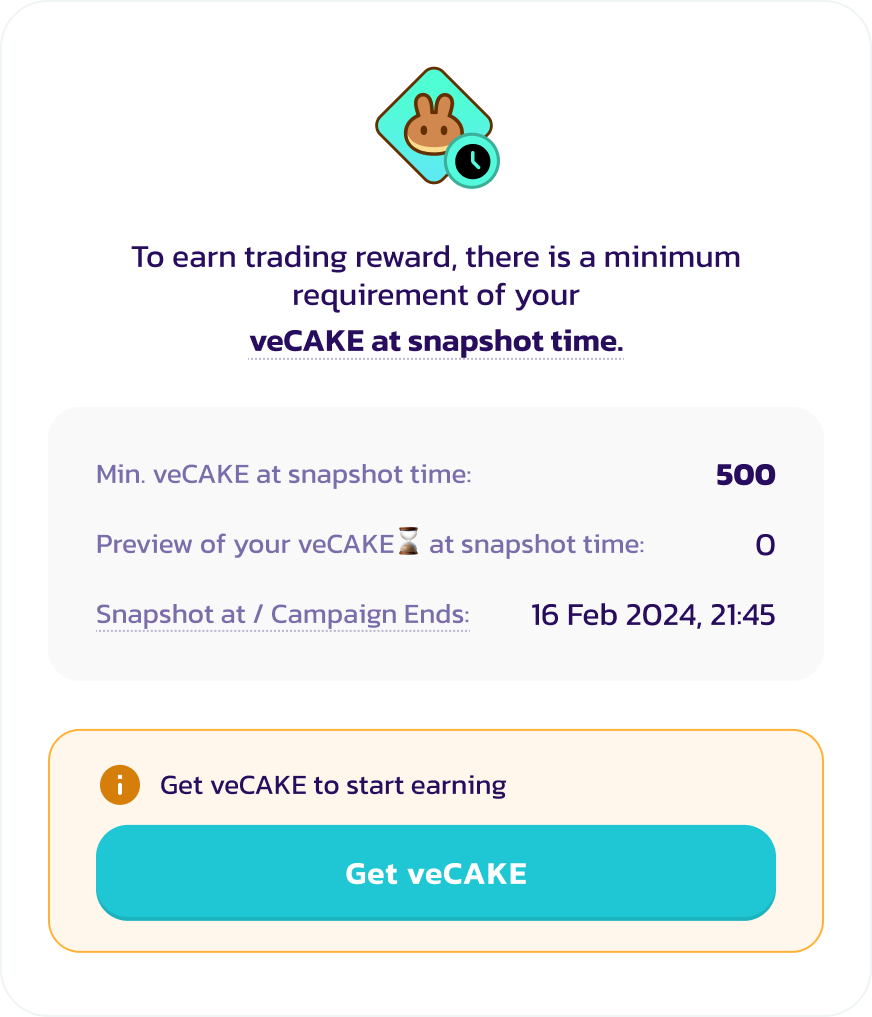 To earn trading reward, there is a minimum
requirement of your
veCAKE at snapshot time.
Min. veCAKE at snapshot time: 500
Preview of your veCAKE⌛ at snapshot time: 0
Snapshot at / Campaign Ends: 16 Feb 2024, 21:45
Get veCAKE to start earning
Get veCAKE